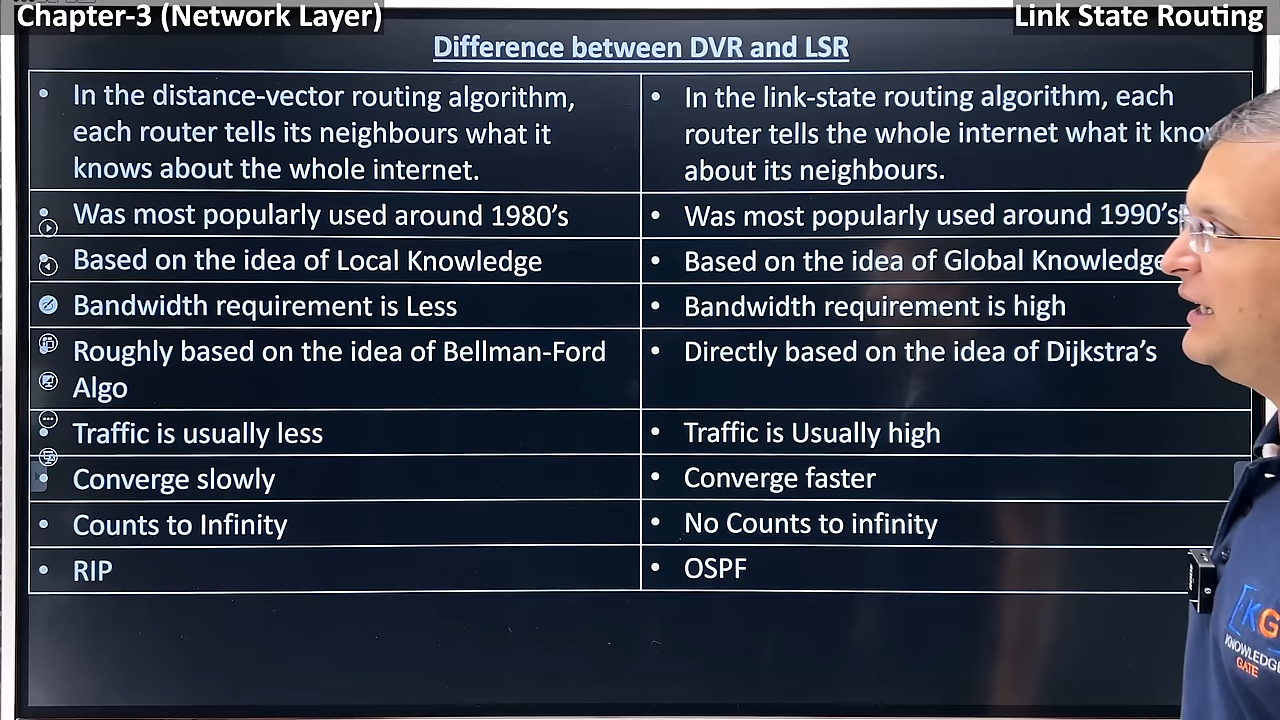 Chapter-3 (Network Layer)
Link State Routing
Difference between DVR and LSR
• In the distance-vector routing algorithm,
each router tells its neighbours what it
knows about the whole internet.
• In the link-state routing algorithm, each
router tells the whole internet what it know
about its neighbours.
• Was most popularly used around 1980’s
• Was most popularly used around 1990’s
• Based on the idea of Local Knowledge
• Based on the idea of Global Knowledge
Bandwidth requirement is Less
• Bandwidth requirement is high
• Roughly based on the idea of Bellman-Ford
Algo
• Directly based on the idea of Dijkstra’s
• Traffic is usually less
• Traffic is Usually high
• Converge slowly
• Converge faster
• Counts to Infinity
• No Counts to infinity
• RIP
• OSPF
KG
KNOWLEDGE
GATE